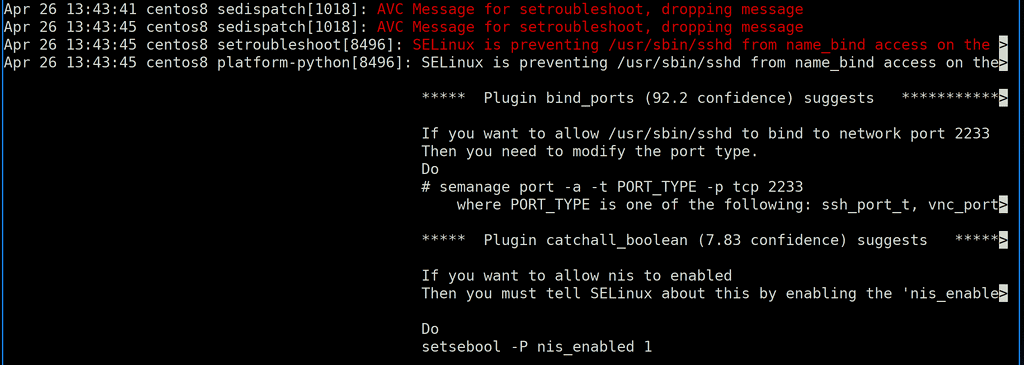 Apr 26 13:43:41 centos8 sedispatch[1018]: AVC Message for setroubleshoot, dropping message
Apr 26 13:43:45 centos8 sedispatch[1018]: AVC Message for setroubleshoot, dropping message
Apr 26 13:43:45 centos8 setroubleshoot[8496]: SELinux is preventing /usr/sbin/sshd from name_bind access on the >
Apr 26 13:43:45 centos8 platform-python[8496]: SELinux is preventing /usr/sbin/sshd from name_bind access on the>
*****  Plugin bind_ports (92.2 confidence) suggests   ***********>
If you want to allow /usr/sbin/sshd to bind to network port 2233
Then you need to modify the port type.
Do
# semanage port -a -t PORT_TYPE -p tcp 2233
    where PORT_TYPE is one of the following: ssh_port_t, vnc_port>
*****  Plugin catchall_boolean (7.83 confidence) suggests   *****>
If you want to allow nis to enabled
Then you must tell SELinux about this by enabling the 'nis_enable>
Do
setsebool -P nis_enabled 1